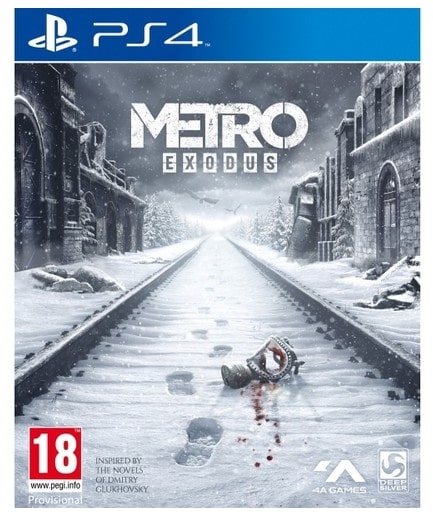 PS4
METRO
EXODUS
18
www.pegi.info
Provisional
INSPIRED BY
THE NOVELS
OF DMITRY
GLUKHOVSKY
4A GAMES
DEEP
SILVER